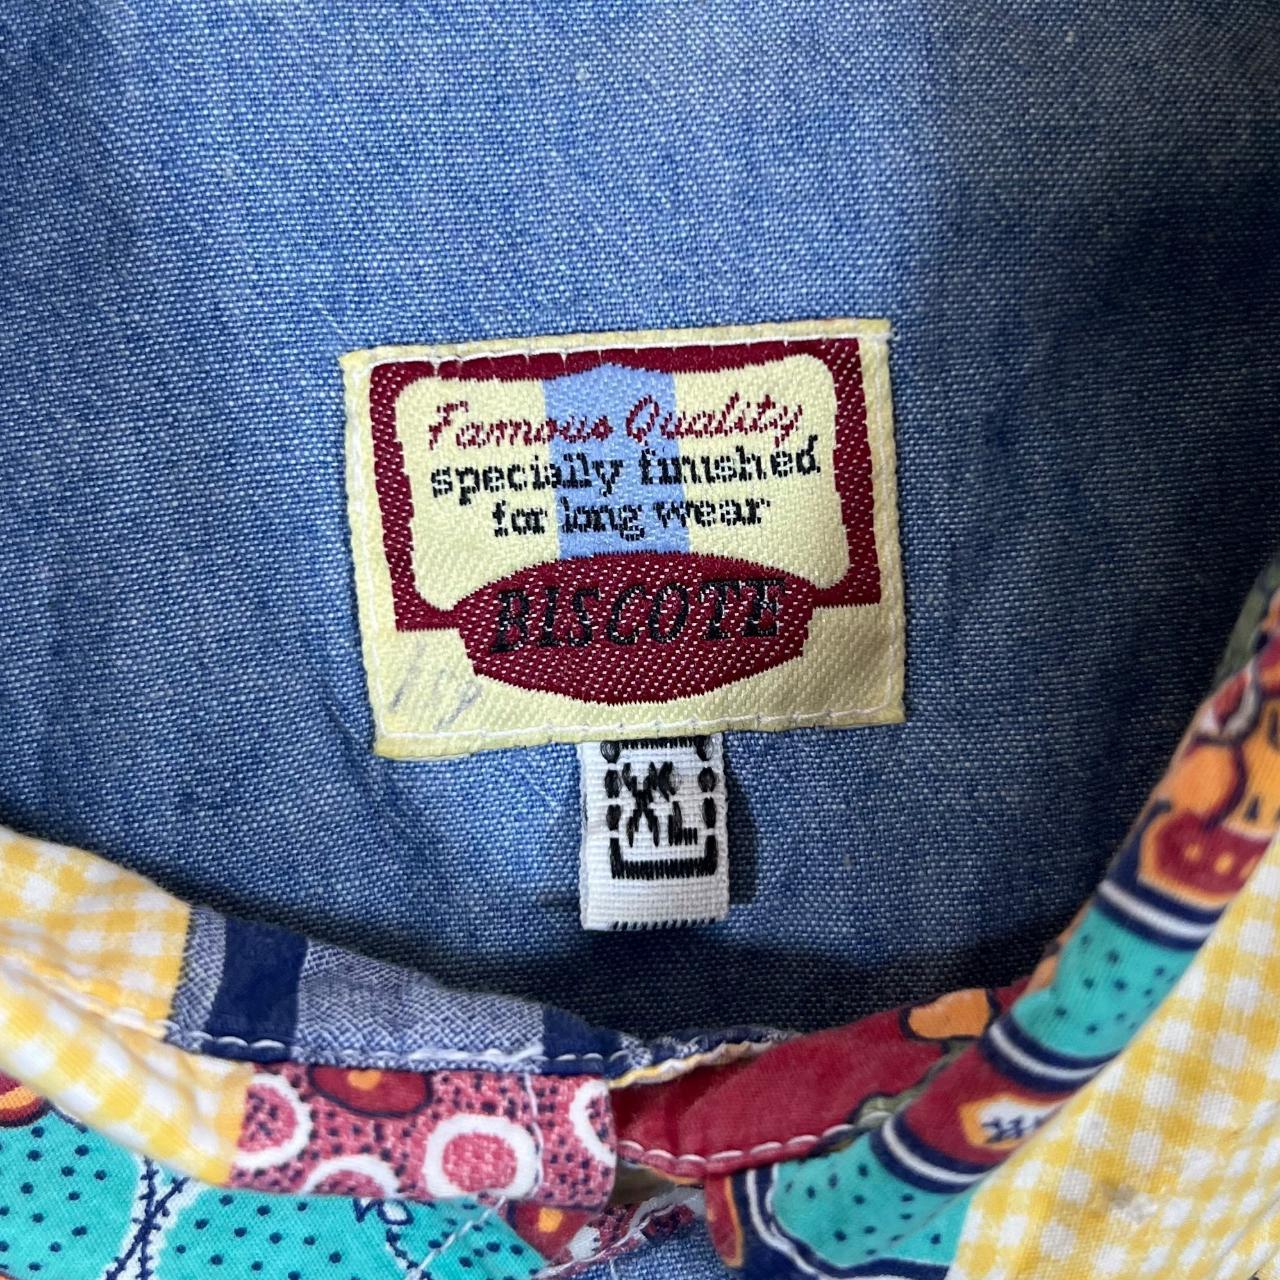 Famous Quality
specially finished
for long wear
BISCOTE
XL